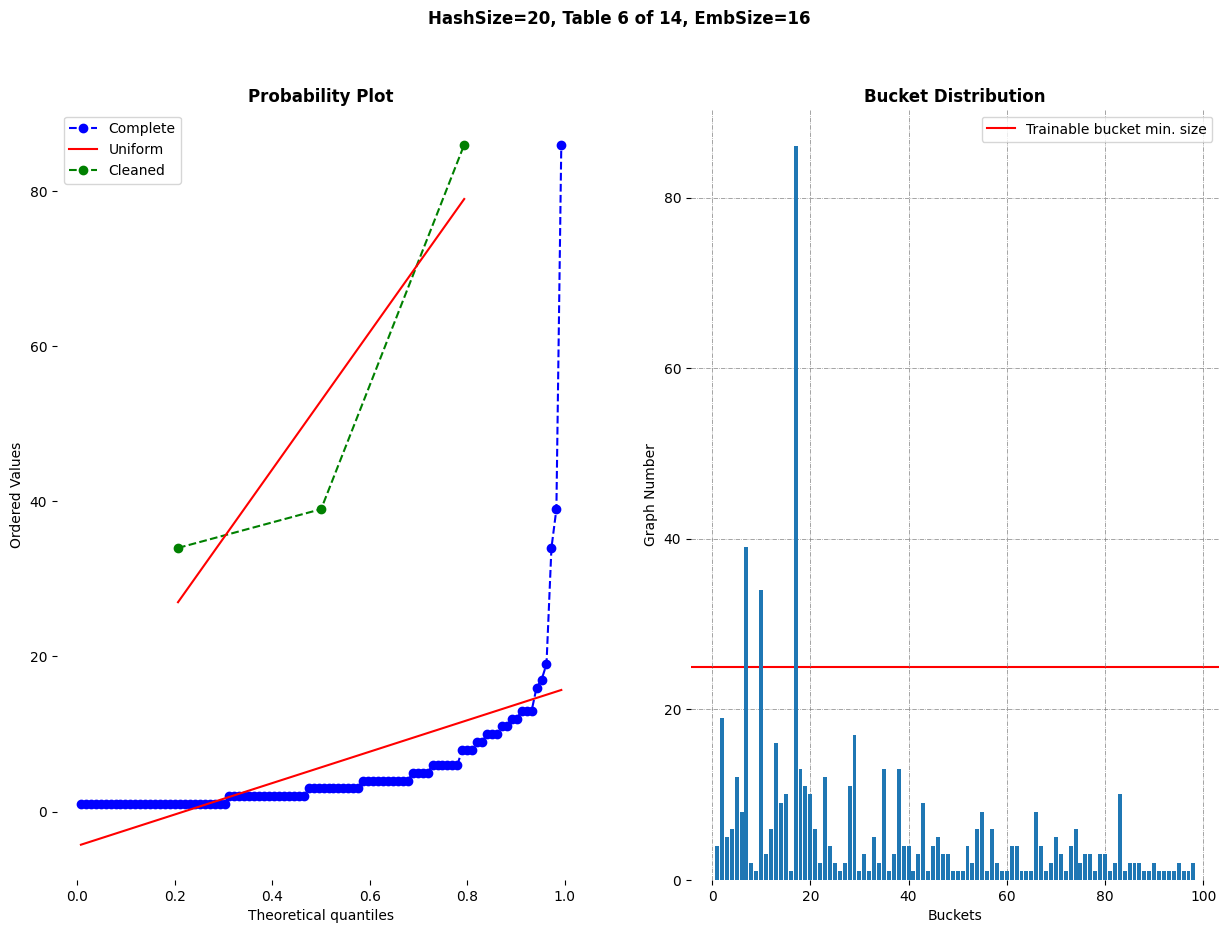 HashSize=20, Table 6 of 14, EmbSize=16
Probability Plot
Complete
Uniform
Cleaned
Ordered Values
80
60
40
20
0
0.0 0.2 0.4 0.6 0.8 1.0
Theoretical quantiles
Bucket Distribution
Trainable bucket min. size
Graph Number
80
60
40
20
0
0 20 40 60 80 100
Buckets